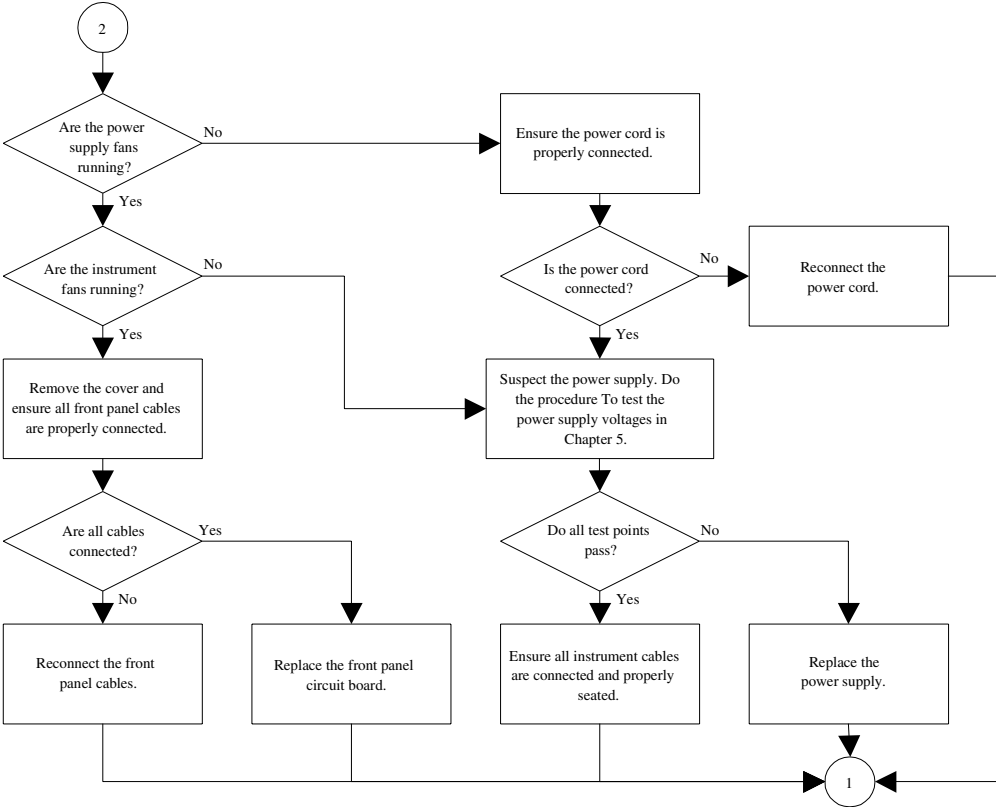 2
Are the power
supply fans
running?
No
Yes
Ensure the power cord is
properly connected.
Are the instrument
fans running?
No
Yes
Is the power cord
connected?
No
Yes
Reconnect the
power cord.
Remove the cover and
ensure all front panel cables
are properly connected.
Suspect the power supply. Do
the procedure To test the
power supply voltages in
Chapter 5.
Are all cables
connected?
Yes
No
Do all test points
pass?
No
Yes
Reconnect the front
panel cables.
Replace the front panel
circuit board.
Ensure all instrument cables
are connected and properly
seated.
Replace the
power supply.
1